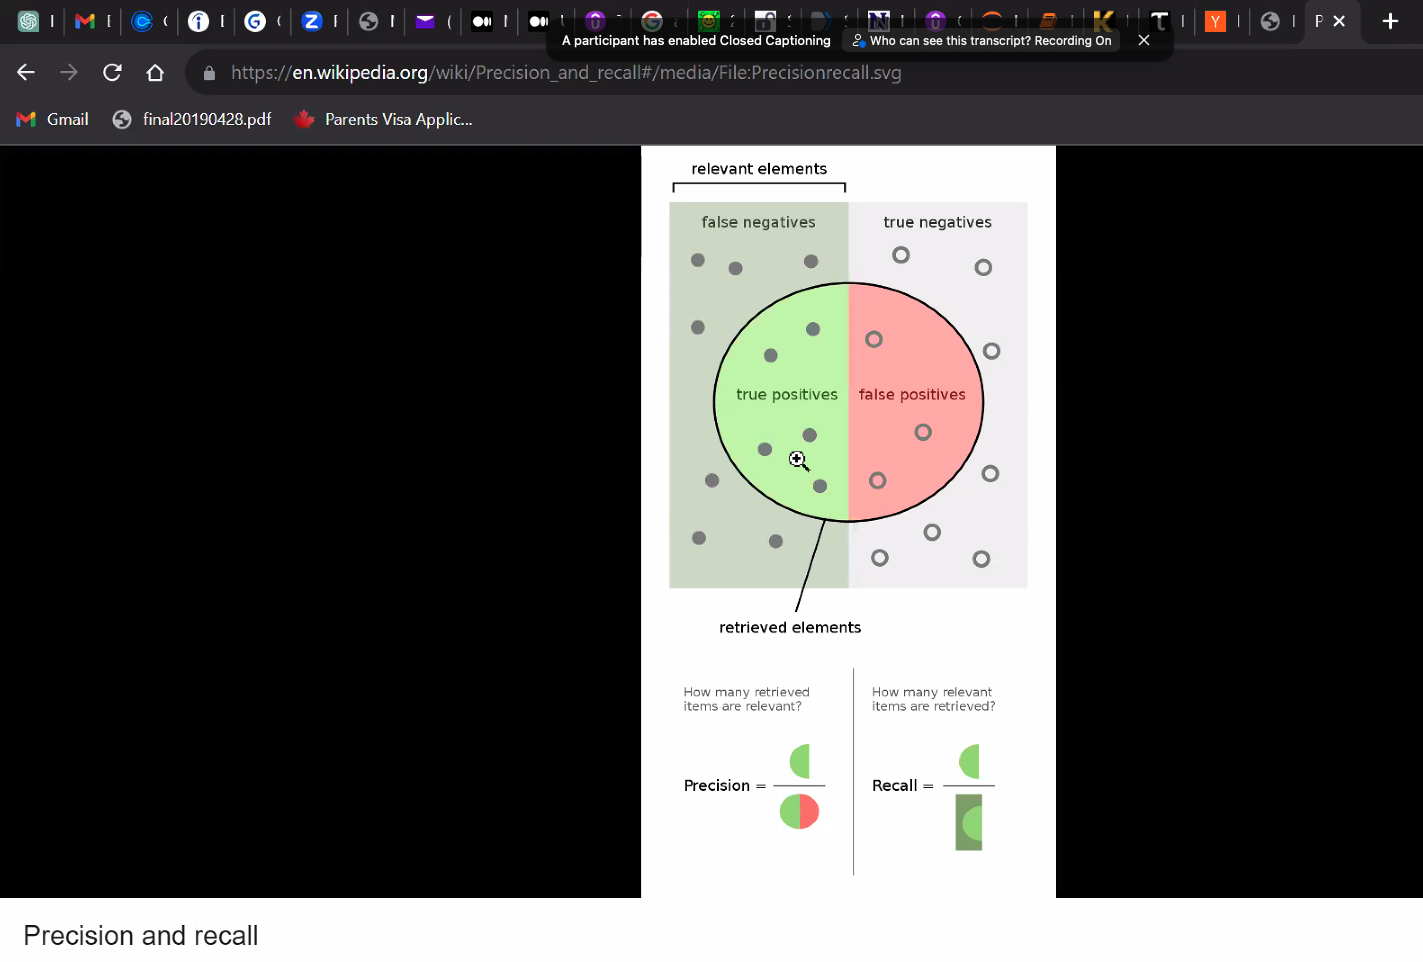 A participant has enabled Closed Captioning Who can see this transcript? Recording On
https://en.wikipedia.org/wiki/Precision_and_recall#/media/File:Precisionrecall.svg
Gmail final20190428.pdf Parents Visa Applic...
relevant elements
false negatives true negatives
true positives false positives
retrieved elements
How many retrieved
items are relevant?
How many relevant
items are retrieved?
Precision =
Recall =
Precision and recall